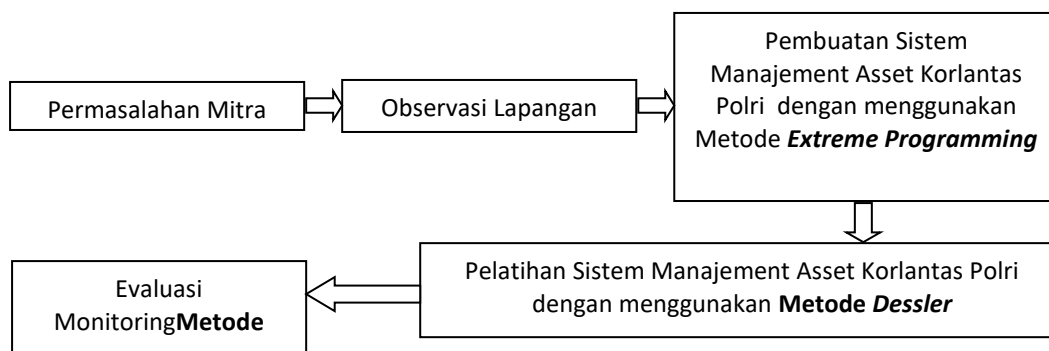 Permasalahan Mitra
Observasi Lapangan
Pembuatan Sistem
Manajement Asset Korlantas
Polri dengan menggunakan
Metode Extreme Programming
Pelatihan Sistem Manajement Asset Korlantas Polri
dengan menggunakan Metode Dessler
Evaluasi
MonitoringMetode